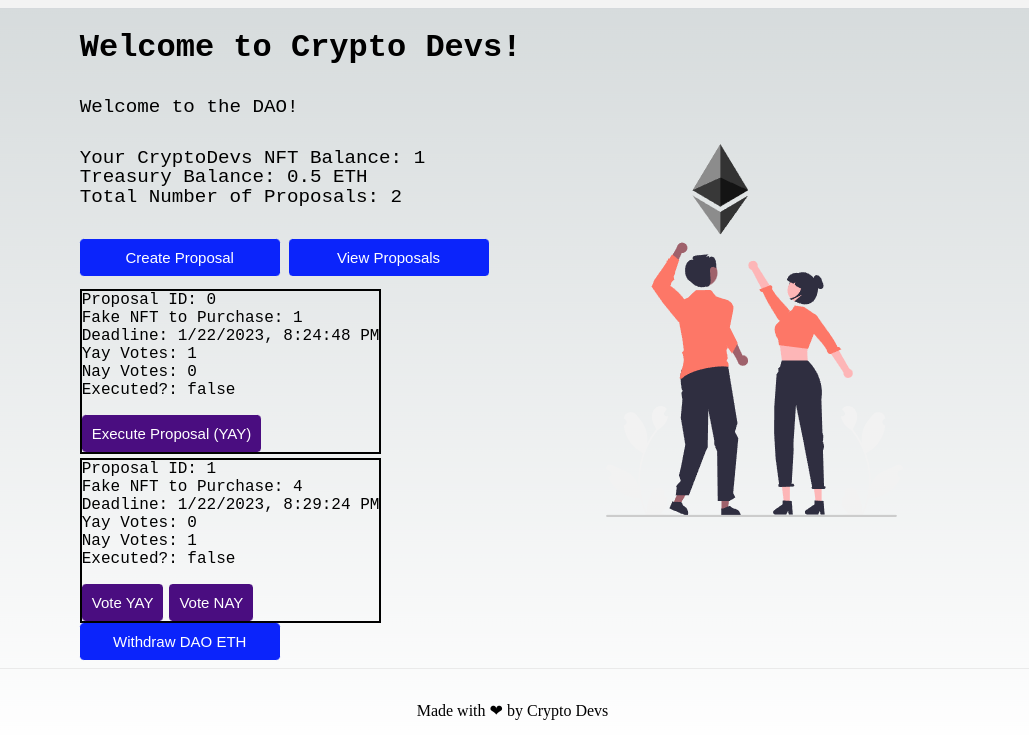 Welcome to Crypto Devs!
Welcome to the DAO!
Your CryptoDevs NFT Balance: 1
Treasury Balance: 0.5 ETH
Total Number of Proposals: 2
Create Proposal
View Proposals
Proposal ID: 0
Fake NFT to Purchase: 1
Deadline: 1/22/2023, 8:24:48 PM
Yay Votes: 1
Nay Votes: 0
Executed?: false
Execute Proposal (YAY)
Proposal ID: 1
Fake NFT to Purchase: 4
Deadline: 1/22/2023, 8:29:24 PM
Yay Votes: 0
Nay Votes: 1
Executed?: false
Vote YAY
Vote NAY
Withdraw DAO ETH
Made with ❤ by Crypto Devs